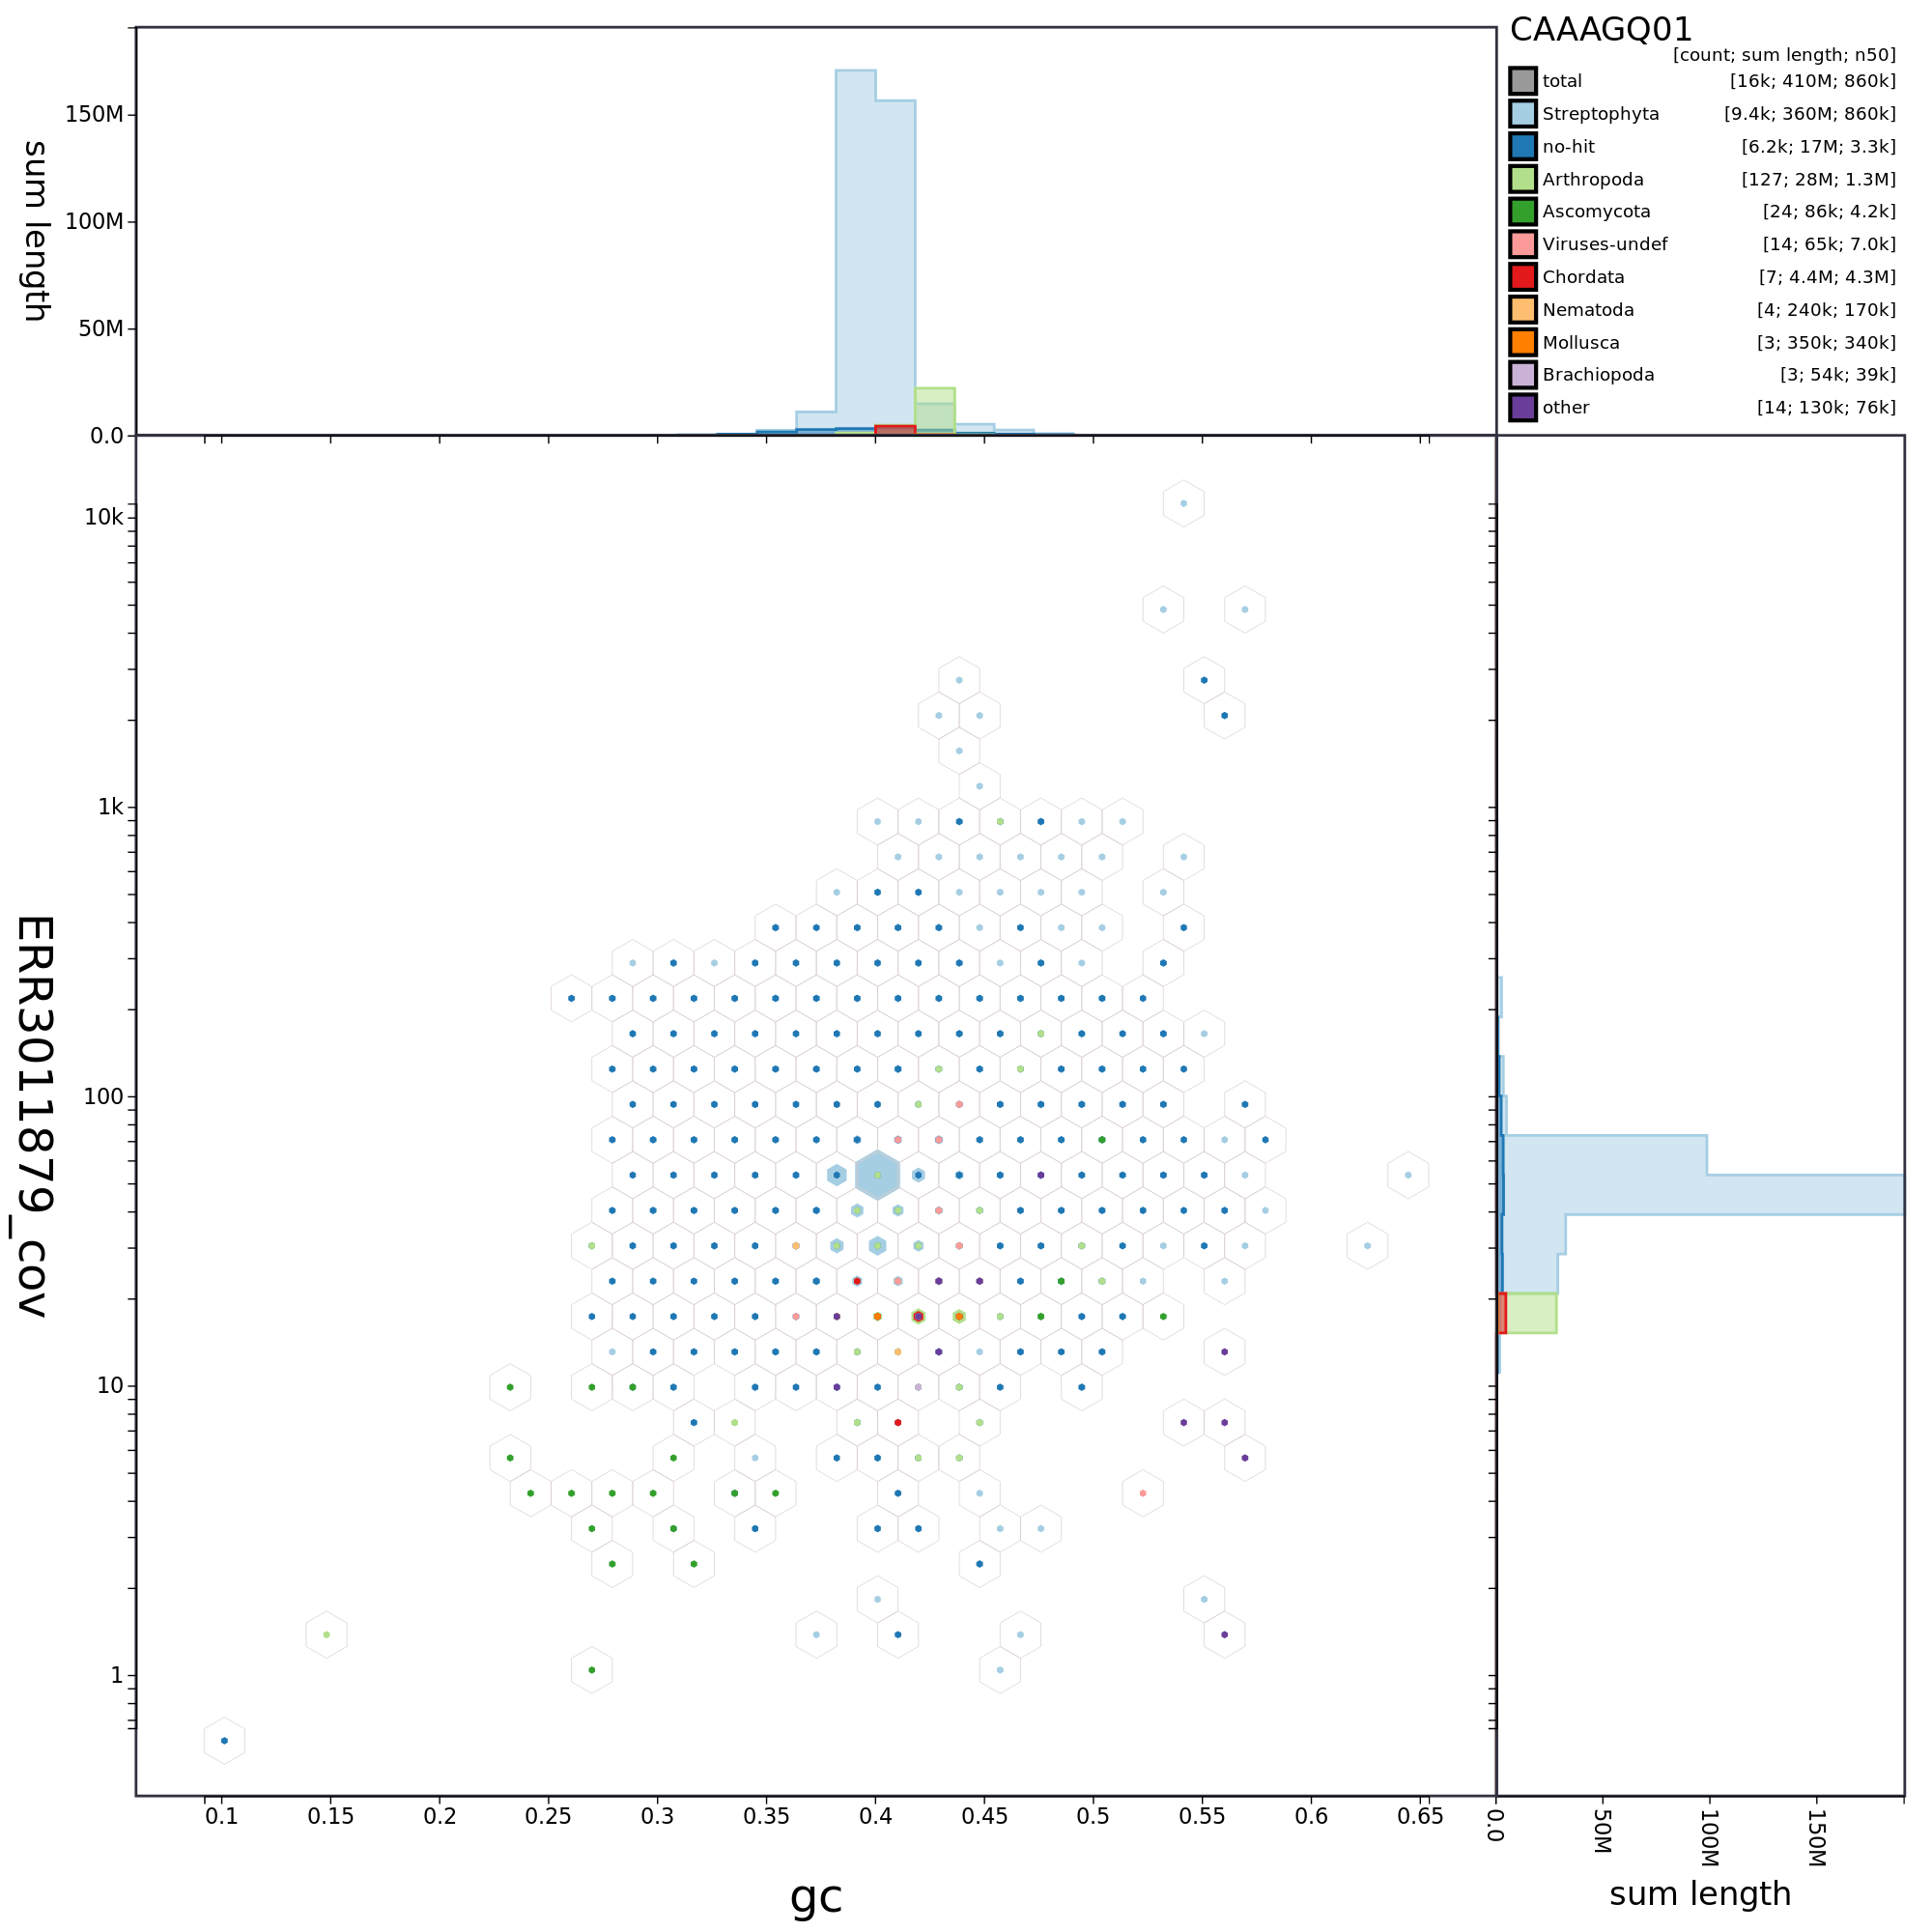 CAAAGQ01
[count; sum length; n50]
total [16k; 410M; 860k]
Streptophyta [9.4k; 360M; 860k]
no-hit [6.2k; 17M; 3.3k]
Arthropoda [127; 28M; 1.3M]
Ascomycota [24; 86k; 4.2k]
Viruses-undef [14; 65k; 7.0k]
Chordata [7; 4.4M; 4.3M]
Nematoda [4; 240k; 170k]
Mollusca [3; 350k; 340k]
Brachiopoda [3; 54k; 39k]
other [14; 130k; 76k]
sum length
150M
100M
50M
0.0
ERR3011879_cov
10k
1k
100
10
1
0.1 0.15 0.2 0.25 0.3 0.35 0.4 0.45 0.5 0.55 0.6 0.65
gc
0.0 50M 100M 150M
sum length